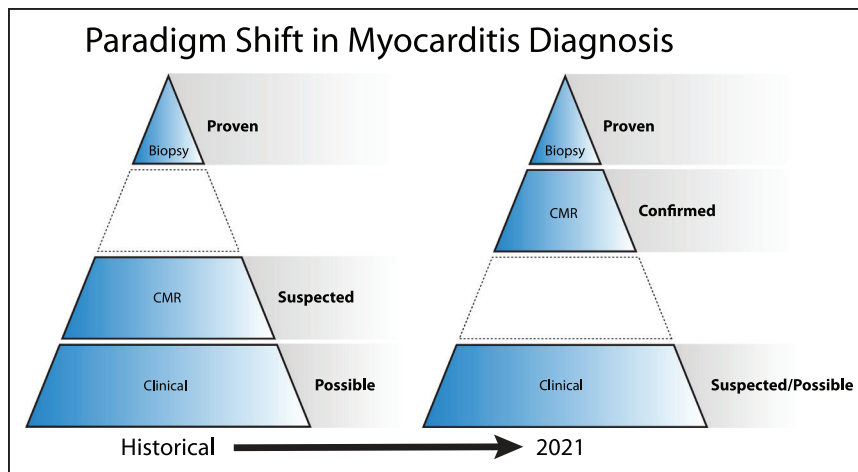 Paradigm Shift in Myocarditis Diagnosis
Biopsy
Proven
CMR
Suspected
Clinical
Possible
Biopsy
Proven
CMR
Confirmed
Clinical
Suspected/Possible
Historical
2021